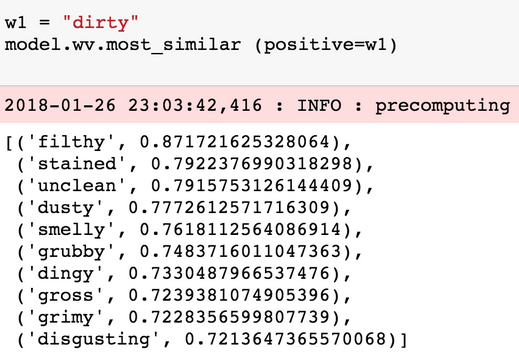 w1 = "dirty"
model.wv.most_similar (positive=w1)
2018-01-26 23:03:42,416 : INFO : precomputing
[('filthy', 0.871721625328064),
('stained', 0.7922376990318298),
('unclean', 0.7915753126144409),
('dusty', 0.7772612571716309),
('smelly', 0.7618112564086914),
('grubby', 0.7483716011047363),
('dingy', 0.7330487966537476),
('gross', 0.7239381074905396),
('grimy', 0.7228356599807739),
('disgusting', 0.7213647365570068)]